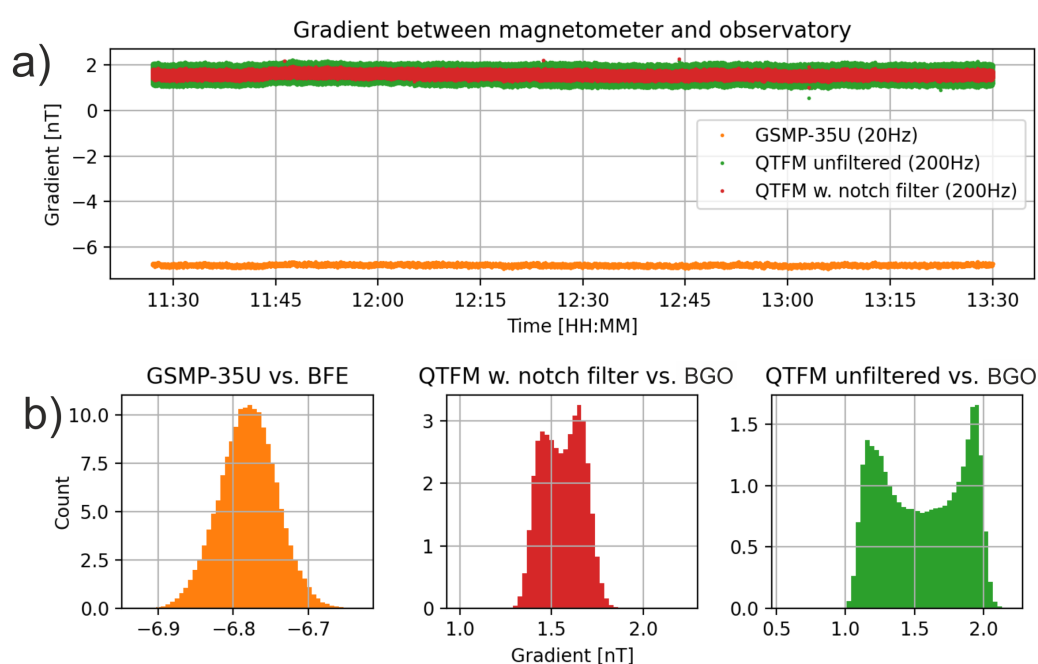 Gradient between magnetometer and observatory
a)
Gradient [nT]
2
0
−2
−4
−6
GSMP-35U (20Hz)
QTFM unfiltered (200Hz)
QTFM w. notch filter (200Hz)
11:30 11:45 12:00 12:15 12:30 12:45 13:00 13:15 13:30
Time [HH:MM]
b)
GSMP-35U vs. BFE
Count
10.0
7.5
5.0
2.5
0.0
−6.9 −6.8 −6.7
QTFM w. notch filter vs. BGO
3
2
1
0
1.0 1.5 2.0
Gradient [nT]
QTFM unfiltered vs. BGO
1.5
1.0
0.5
0.0
0.5 1.0 1.5 2.0